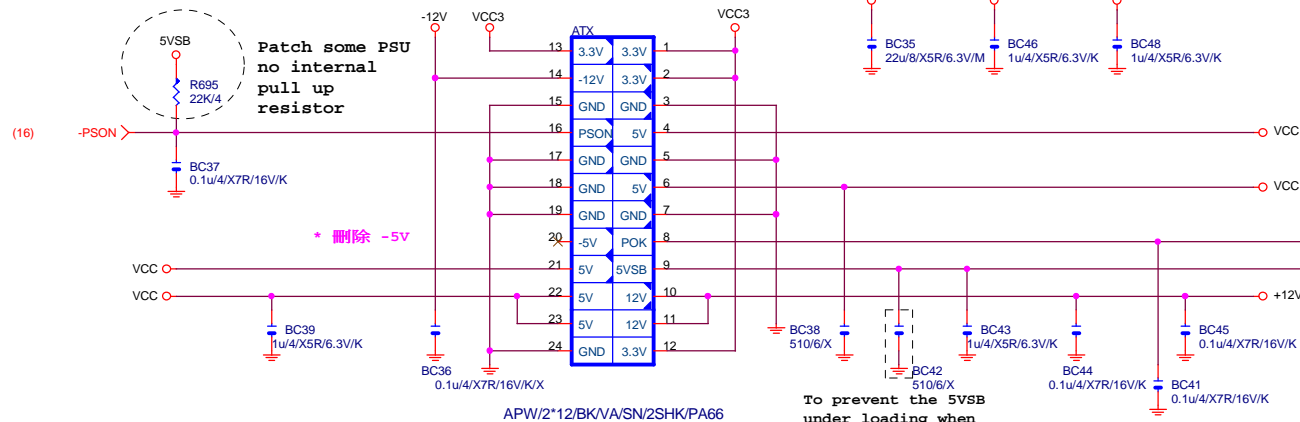 -12V
VCC3
VCC3
5VSB
R695
22K/4
Patch some PSU
no internal
pull up
resistor
BC35
22u/8/X5R/6.3V/M
BC46
1u/4/X5R/6.3V/K
BC48
1u/4/X5R/6.3V/K
ATX
13 3.3V 3.3V 1
14 -12V 3.3V 2
15 GND GND 3
(16) -PSON 16 PSON 5V 4 VCC
17 GND GND 5
18 GND 5V 6 VCC
19 GND GND 7
20 -5V POK 8
VCC 21 5V 5VSB 9
VCC 22 5V 12V 10 +12V
23 5V 12V 11
24 GND 3.3V 12
BC37
0.1u/4/X7R/16V/K
* 刪除 -5V
BC39
1u/4/X5R/6.3V/K
BC36
0.1u/4/X7R/16V/K/X
BC38
510/6/X
BC42
510/6/X
BC43
1u/4/X5R/6.3V/K
BC44
0.1u/4/X7R/16V/K
BC45
0.1u/4/X7R/16V/K
BC41
0.1u/4/X7R/16V/K
APW/2*12/BK/VA/SN/2SHK/PA66
To prevent the 5VSB
under loading when